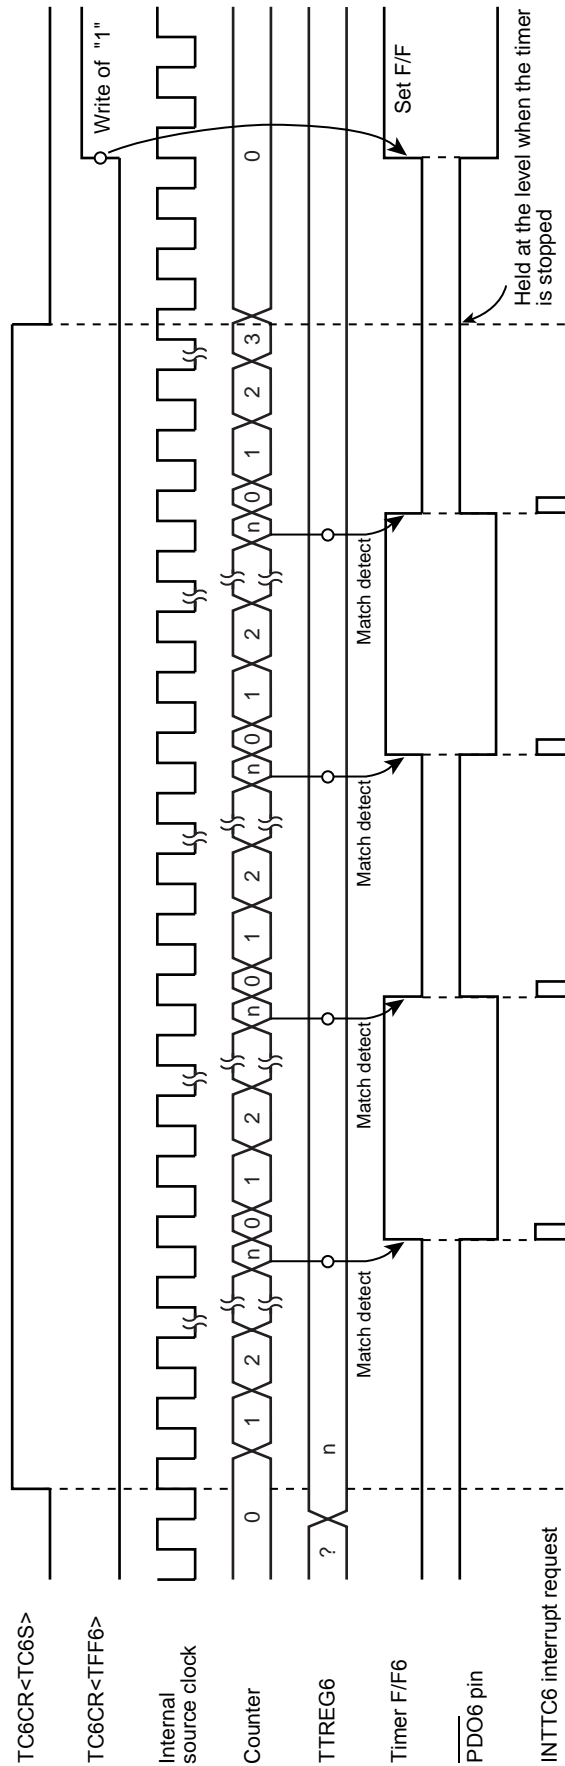 TC6CR<TC6S>
TC6CR<TFF6>
Write of "1"
Internal
source clock
Counter 0 1 2 n 0 1 2 n 0 1 2 n 0 1 2 n 0 1 2 3 0
TTREG6 ? n
Match detect
Match detect
Match detect
Match detect
Timer F/F6
Set F/F
PDO6 pin
Held at the level when the timer
is stopped
INTTC6 interrupt request